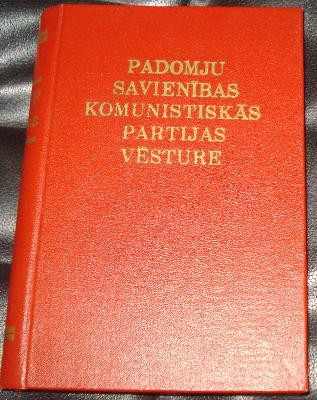 PADOMJU
SAVIENĪBAS
KOMUNISTISKĀS
PARTIJAS
VĒSTURE